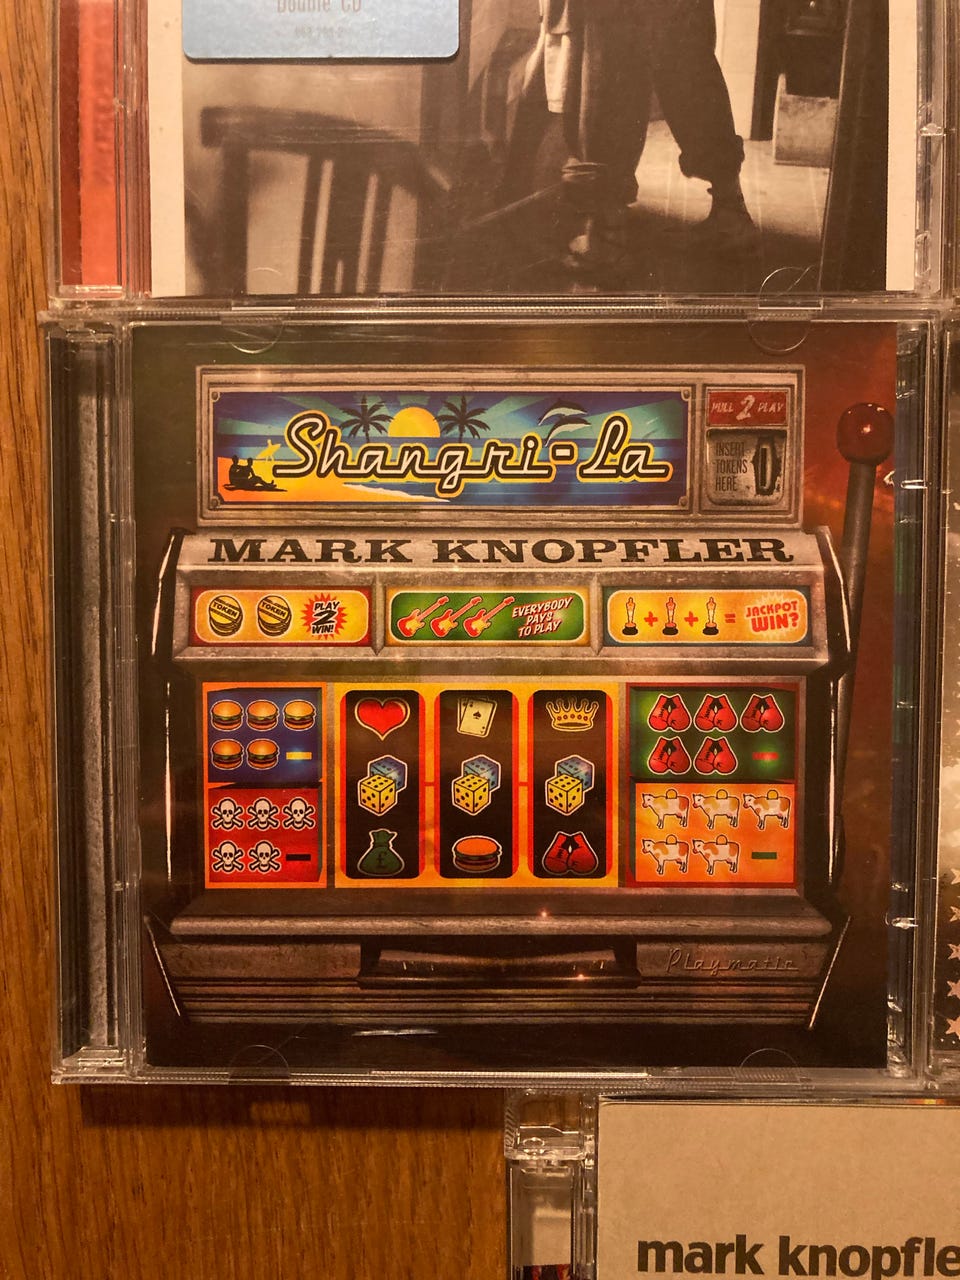 Double CD
Shangri-La
PULL 2 PLAY
INSERT
TOKENS
HERE
MARK KNOPFLER
TOKEN
TOKEN
PLAY
2
WIN!
EVERYBODY
PAYS
TO PLAY
+ + =
JACKPOT
WIN?
£
Playmatic
mark knopfle